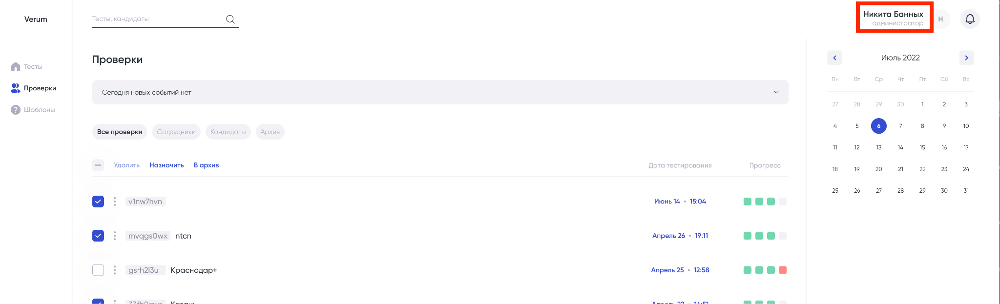 Verum
Тесты, кандидаты
Никита Банных
администратор
Н
Тесты
Проверки
Шаблоны
Проверки
Сегодня новых событий нет
Все проверки Сотрудники Кандидаты Архив
Удалить Назначить В архив Дата тестирования Прогресс
v1nw7hvn Июнь 14 • 15:04
mvqgs0wx ntcn Апрель 26 • 19:11
gsrh2l3u Краснодар+ Апрель 25 • 12:58
Июль 2022
Пн Вт Ср Чт Пт Сб Вс
27 28 29 30 1 2 3
4 5 6 7 8 9 10
11 12 13 14 15 16 17
18 19 20 21 22 23 24
25 26 27 28 29 30 31